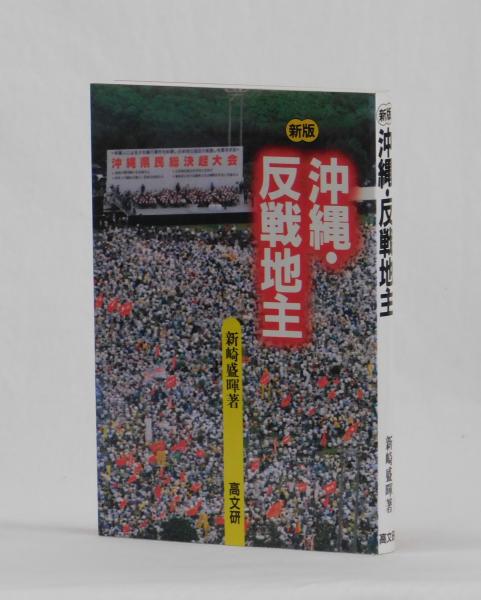 新版
沖縄・
反戦地主
新崎盛暉著
高文研
沖縄県民総決起大会
新版
沖縄・反戦地主
新崎盛暉著
高文研